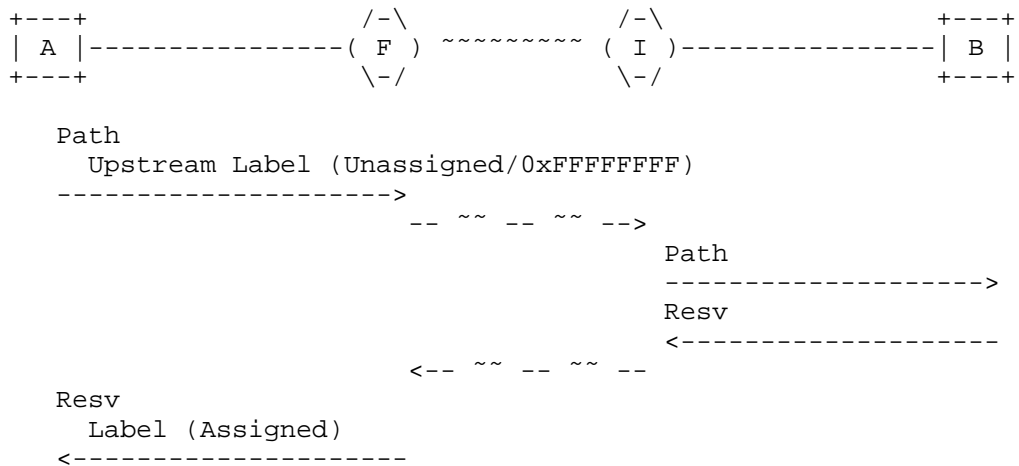 +---+ /-\ /-\ +---+
| A |----------------( F ) ~~~~~~~~~ ( I )----------------| B |
+---+ \-/ \-/ +---+
Path
Upstream Label (Unassigned/0xFFFFFFFF)
--------------------->
-- ~~ -- ~~ -->
Path
-------------------->
Resv
<--------------------
<-- ~~ -- ~~ --
Resv
Label (Assigned)
<---------------------